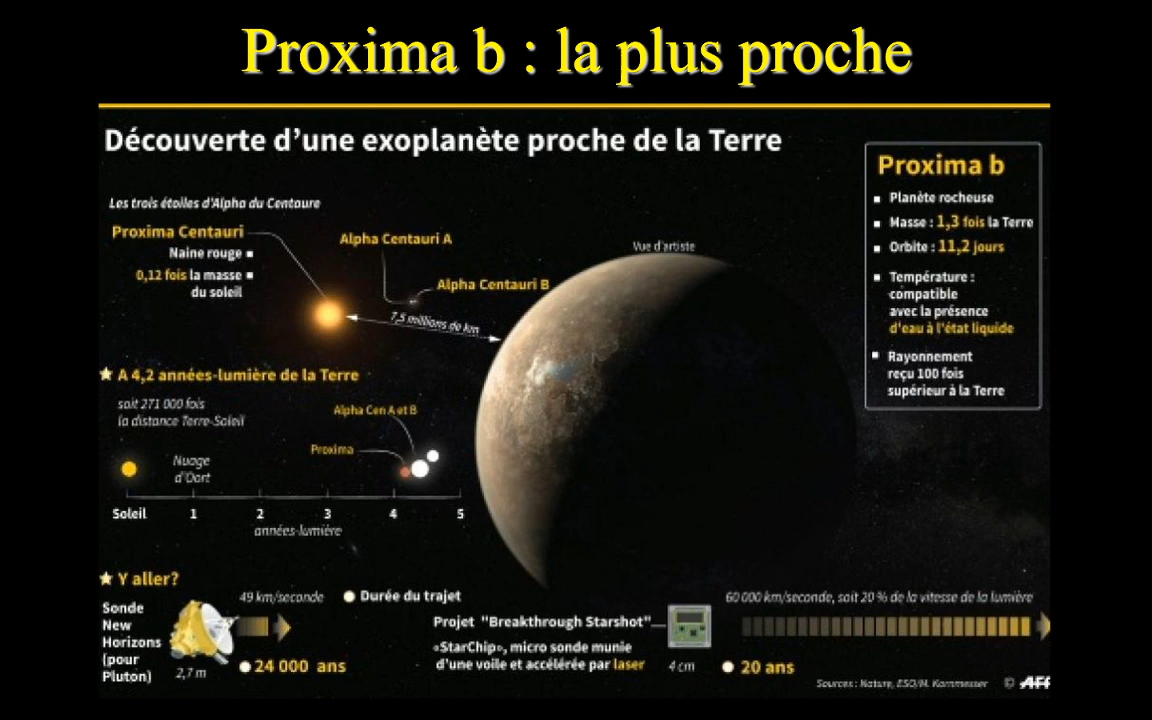 Proxima b : la plus proche
Découverte d'une exoplanète proche de la Terre
Les trois étoiles d'Alpha du Centaure
Proxima Centauri
Naine rouge
0,12 fois la masse
du soleil
Alpha Centauri A
Alpha Centauri B
7,5 millions de km
Vue d'artiste
Proxima b
Planète rocheuse
Masse : 1,3 fois la Terre
Orbite : 11,2 jours
Température :
compatible
avec la présence
d'eau à l'état liquide
Rayonnement
reçu 100 fois
supérieur à la Terre
A 4,2 années-lumière de la Terre
soit 271 000 fois
la distance Terre-Soleil
Alpha Cen A et B
Proxima
Nuage
d'Oort
Soleil 1 2 3 4 5
années-lumière
Y aller?
Sonde
New
Horizons
(pour
Pluton)
2,7 m
49 km/seconde
24 000 ans
Durée du trajet
Projet "Breakthrough Starshot"
«StarChip», micro sonde munie
d'une voile et accélérée par laser
4 cm
60 000 km/seconde, soit 20 % de la vitesse de la lumière
20 ans
Sources : Nature, ESO/M. Kornmesser © AFP